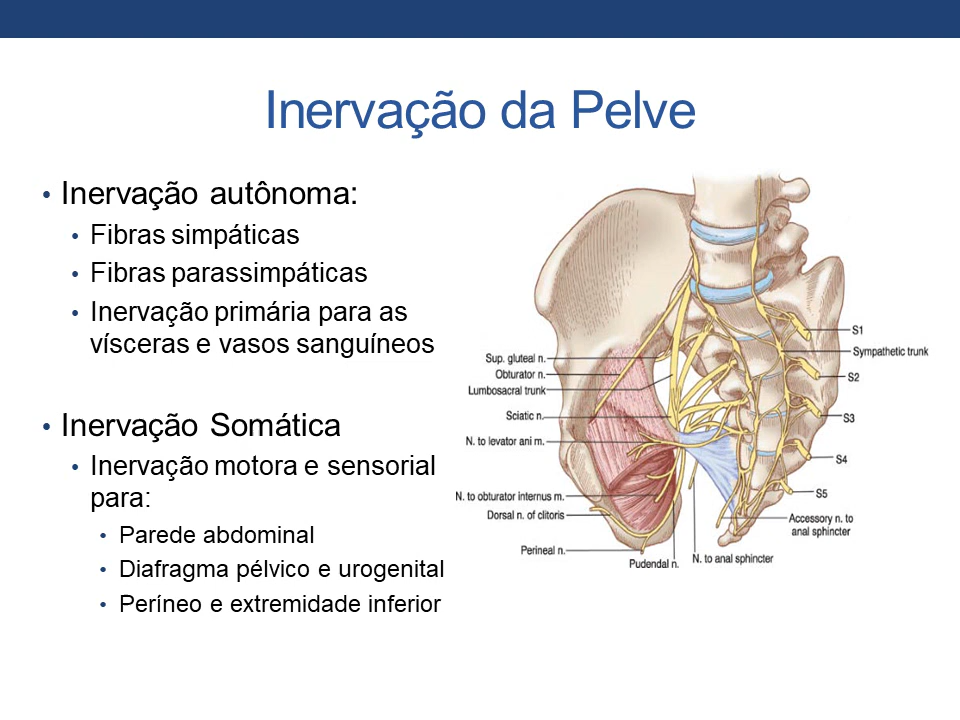 Inervação da Pelve
• Inervação autônoma:
• Fibras simpáticas
• Fibras parassimpáticas
• Inervação primária para as
vísceras e vasos sanguíneos
• Inervação Somática
• Inervação motora e sensorial
para:
• Parede abdominal
• Diafragma pélvico e urogenital
• Períneo e extremidade inferior
Sup. gluteal n.
Obturator n.
Lumbosacral trunk
Sciatic n.
N. to levator ani m.
N. to obturator internus m.
Dorsal n. of clitoris
Perineal n.
Pudendal n.
N. to anal sphincter
S1
Sympathetic trunk
S2
S3
S4
S5
Accessory n. to
anal sphincter